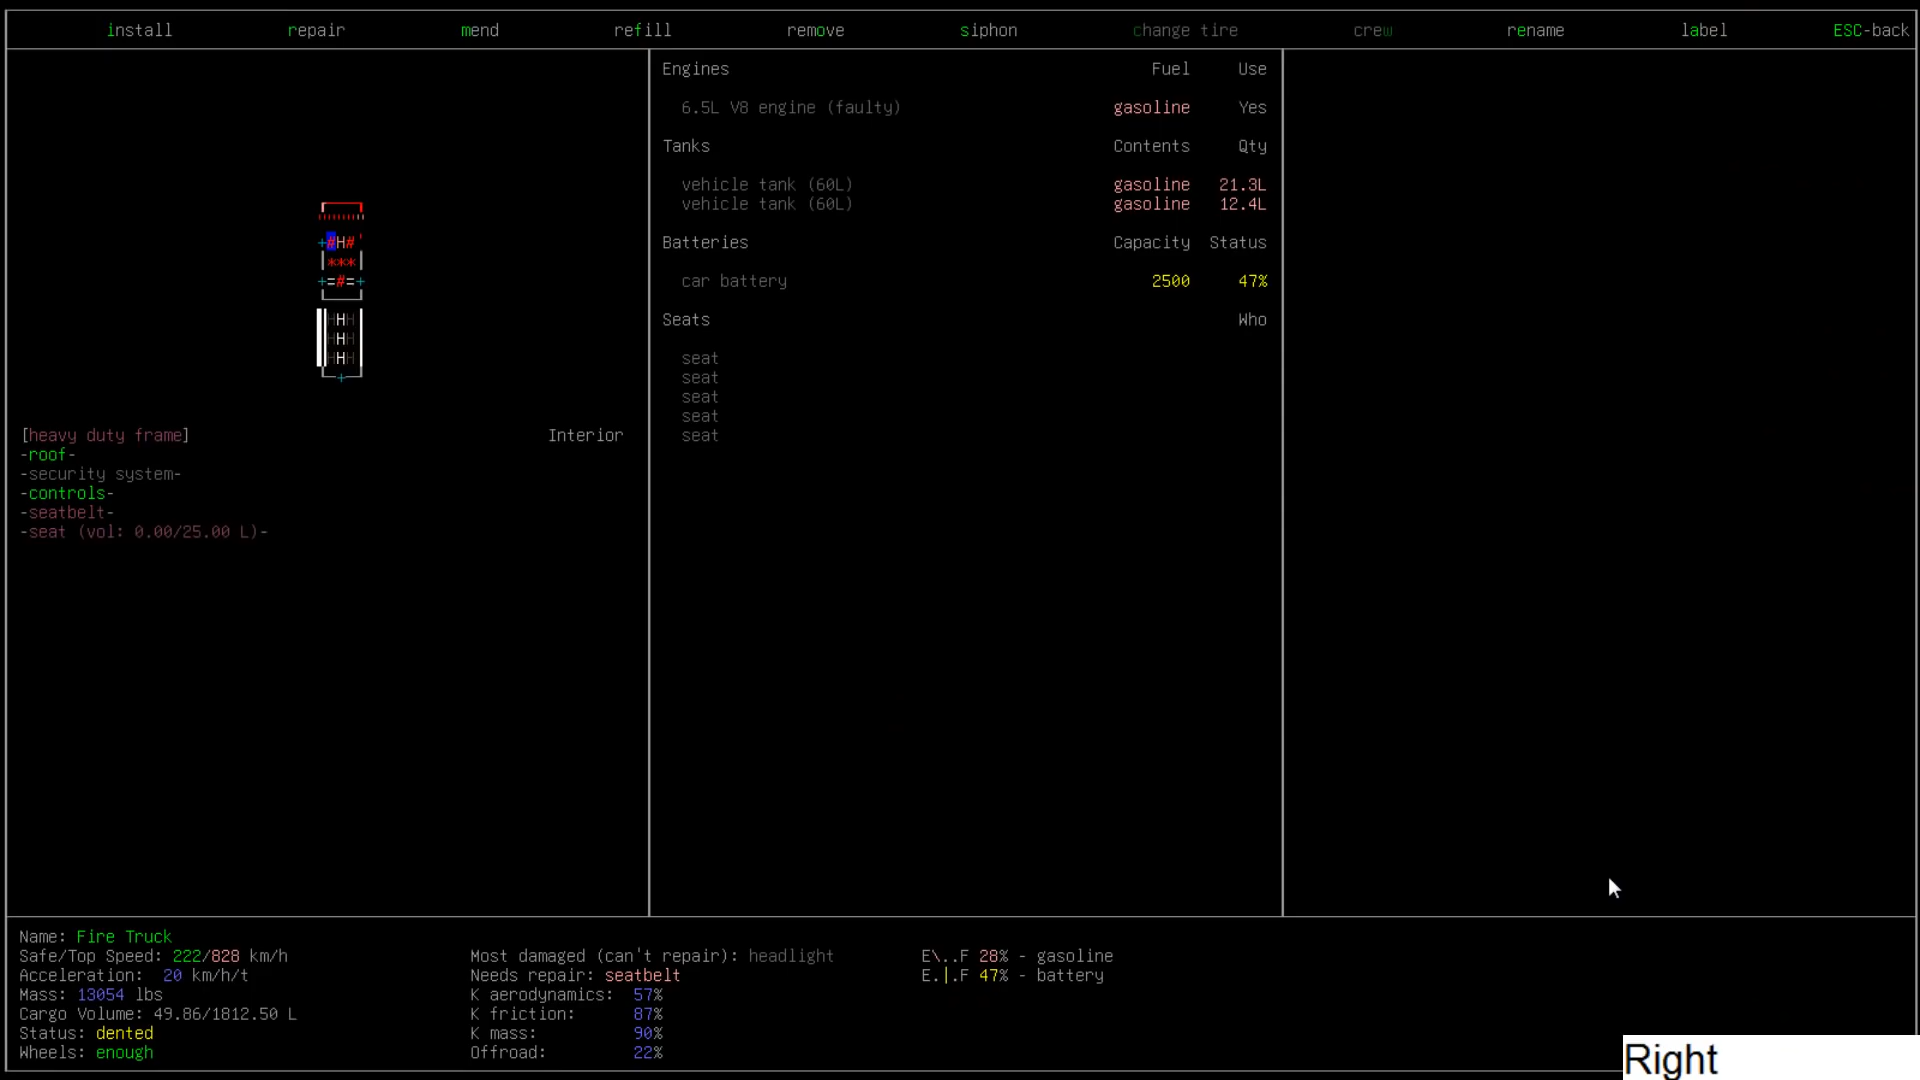 install repair mend refill remove siphon change tire crew rename label ESC-back
Engines Fuel Use
6.5L V8 engine (faulty) gasoline Yes
Tanks Contents Qty
vehicle tank (60L) gasoline 21.3L
vehicle tank (60L) gasoline 12.4L
Batteries Capacity Status
car battery 2500 47%
Seats Who
seat
seat
seat
seat
seat
+#H#'
|***|
+=#=+
HHH
HHH
HHH
+
[heavy duty frame] Interior
-roof-
-security system-
-controls-
-seatbelt-
-seat (vol: 0.00/25.00 L)-
Name: Fire Truck
Safe/Top Speed: 222/828 km/h
Acceleration: 20 km/h/t
Mass: 13054 lbs
Cargo Volume: 49.86/1812.50 L
Status: dented
Wheels: enough
Most damaged (can't repair): headlight
Needs repair: seatbelt
K aerodynamics: 57%
K friction: 87%
K mass: 90%
Offroad: 22%
E\..F 28% - gasoline
E.|.F 47% - battery
Right